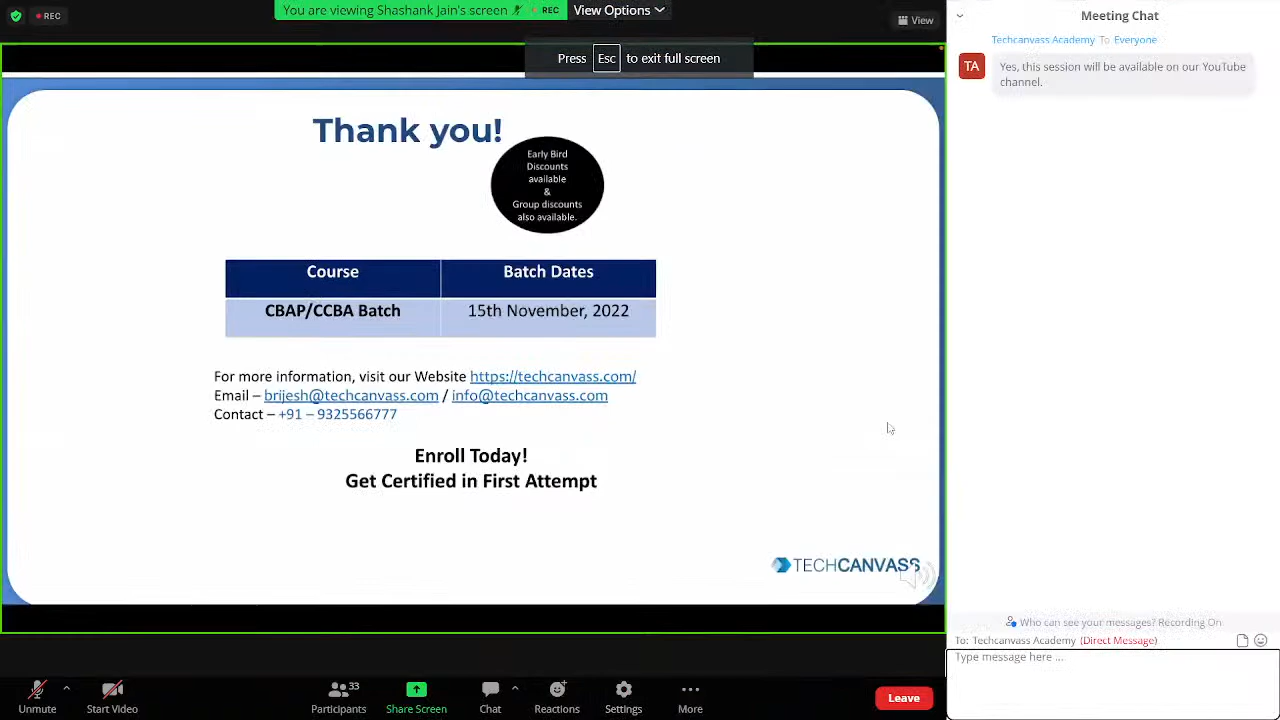 REC
You are viewing Shashank Jain's screen
REC
View Options
View
Press Esc to exit full screen
Thank you!
Early Bird
Discounts
available
&
Group discounts
also available.
Course Batch Dates
CBAP/CCBA Batch 15th November, 2022
For more information, visit our Website https://techcanvass.com/
Email – brijesh@techcanvass.com / info@techcanvass.com
Contact – +91 – 9325566777
Enroll Today!
Get Certified in First Attempt
TECHCANVASS
Meeting Chat
Techcanvass Academy To Everyone
TA
Yes, this session will be available on our YouTube
channel.
Who can see your messages? Recording On
To: Techcanvass Academy (Direct Message)
Type message here ...
Unmute
Start Video
33
Participants
Share Screen
Chat
Reactions
Settings
More
Leave